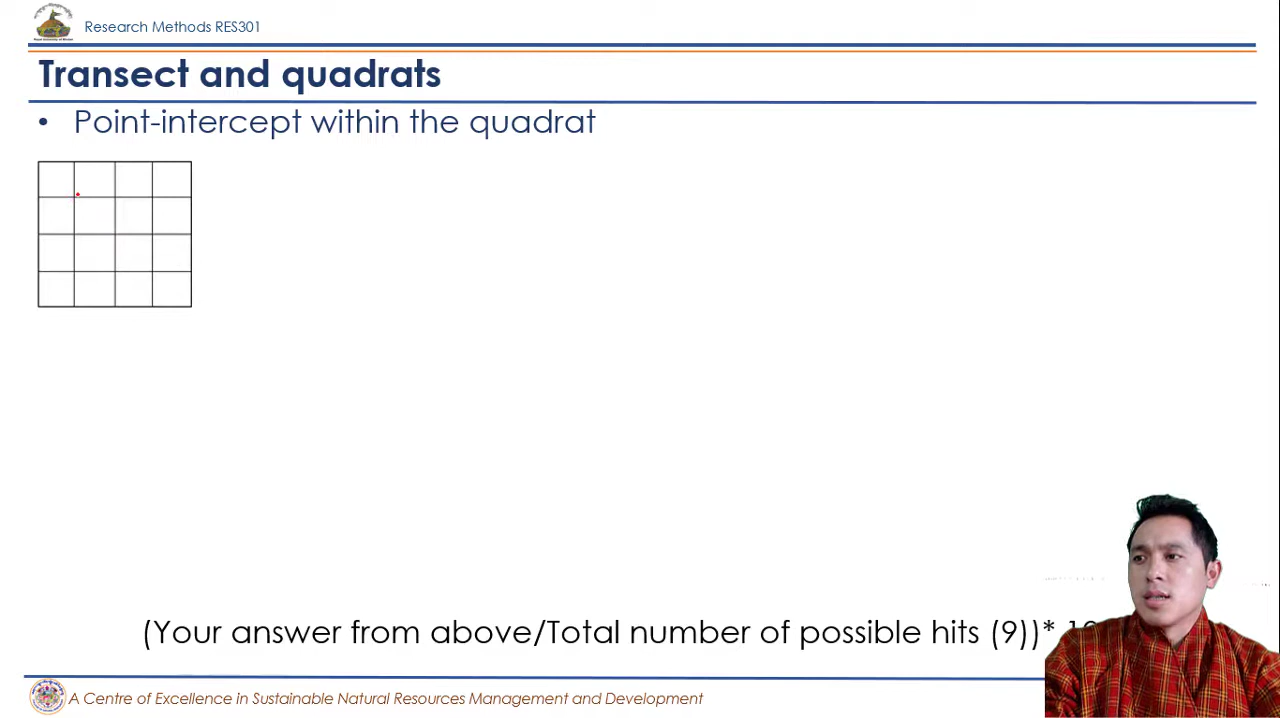 Research Methods RES301
Transect and quadrats
• Point-intercept within the quadrat
(Your answer from above/Total number of possible hits (9))*
A Centre of Excellence in Sustainable Natural Resources Management and Development